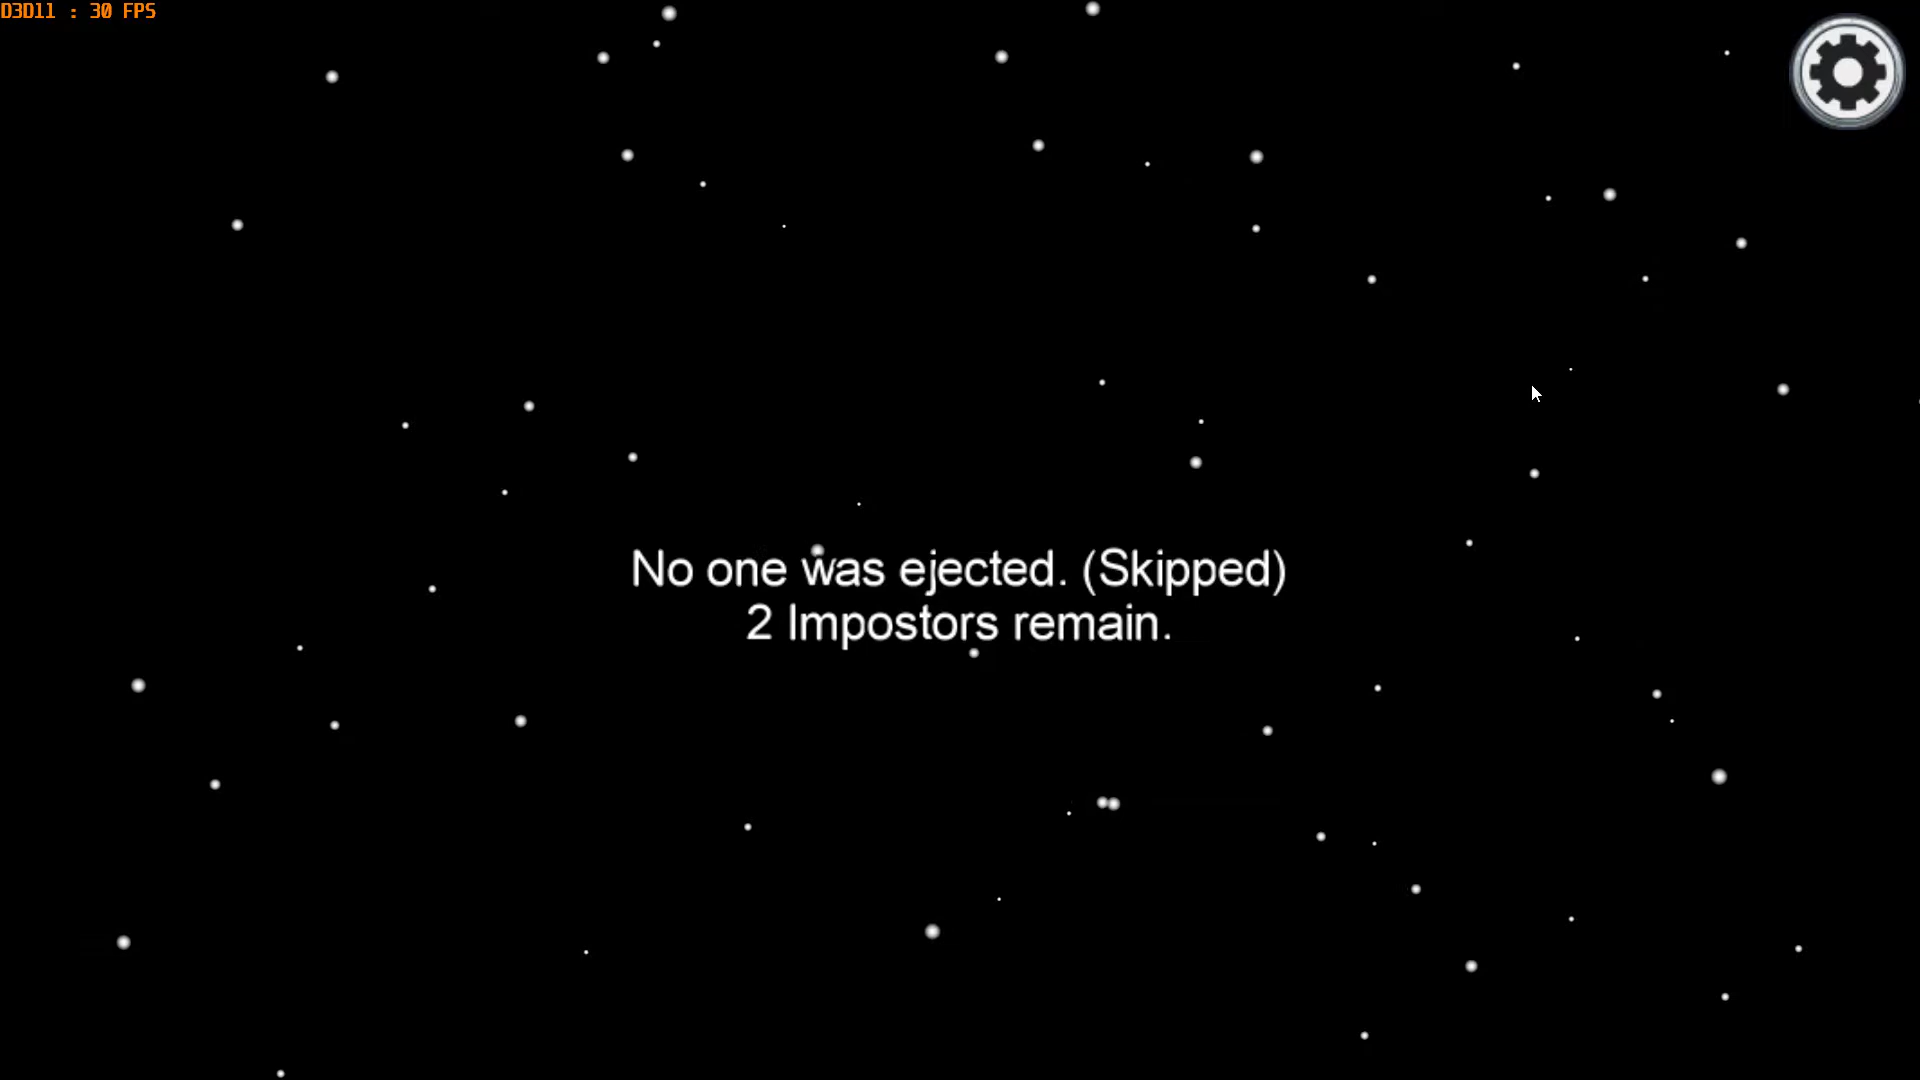 D3D11 : 30 FPS
No one was ejected. (Skipped)
2 Impostors remain.